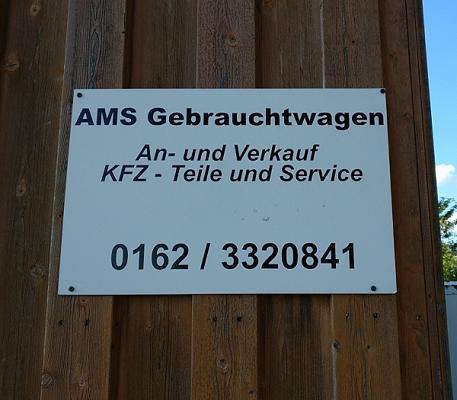 AMS Gebrauchtwagen
An- und Verkauf
KFZ - Teile und Service
0162 / 3320841